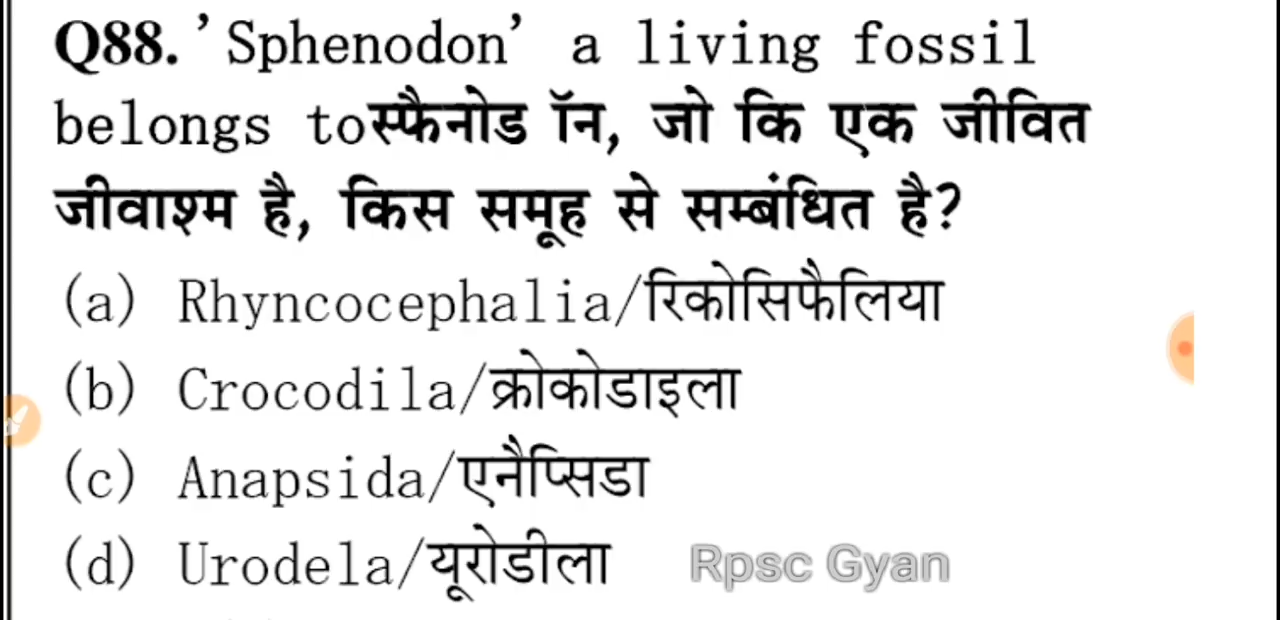 Q88.’Sphenodon’ a living fossil
belongs toस्फैनोड ॉन, जो कि एक जीवित
जीवाश्म है, किस समूह से सम्बंधित है?
(a) Rhyncocephalia/रिकोसिफैलिया
(b) Crocodila/क्रोकोडाइला
(c) Anapsida/एनैप्सिडा
(d) Urodela/यूरोडीला Rpsc Gyan